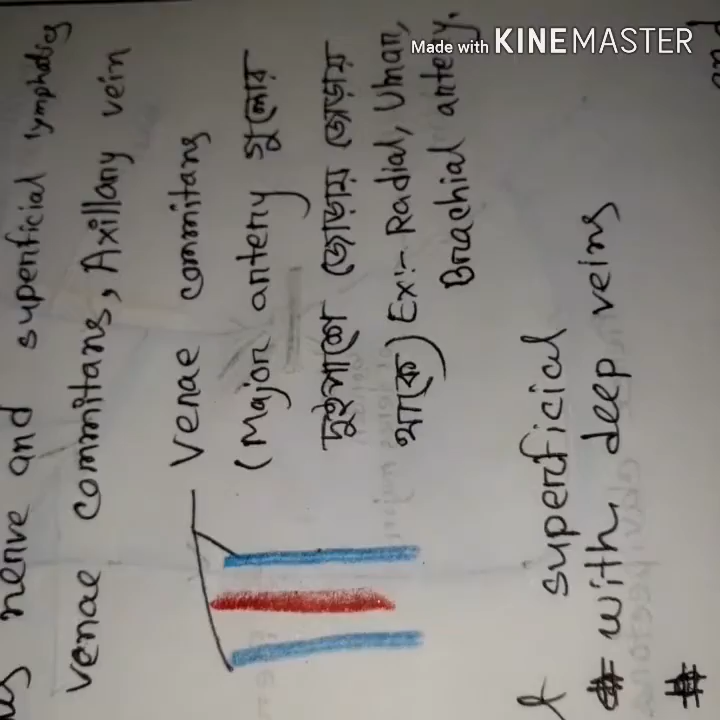 Made with KINEMASTER
nerve and superficial lymphatics
venae commitans, Axillary vein
venae commitans
(Major artery গুলোর
দুইপাশে জোড়ায় জোড়ায়
থাকে) Ex:- Radial, Ulnar,
Brachial artery.
superficial
# with deep veins
#
and